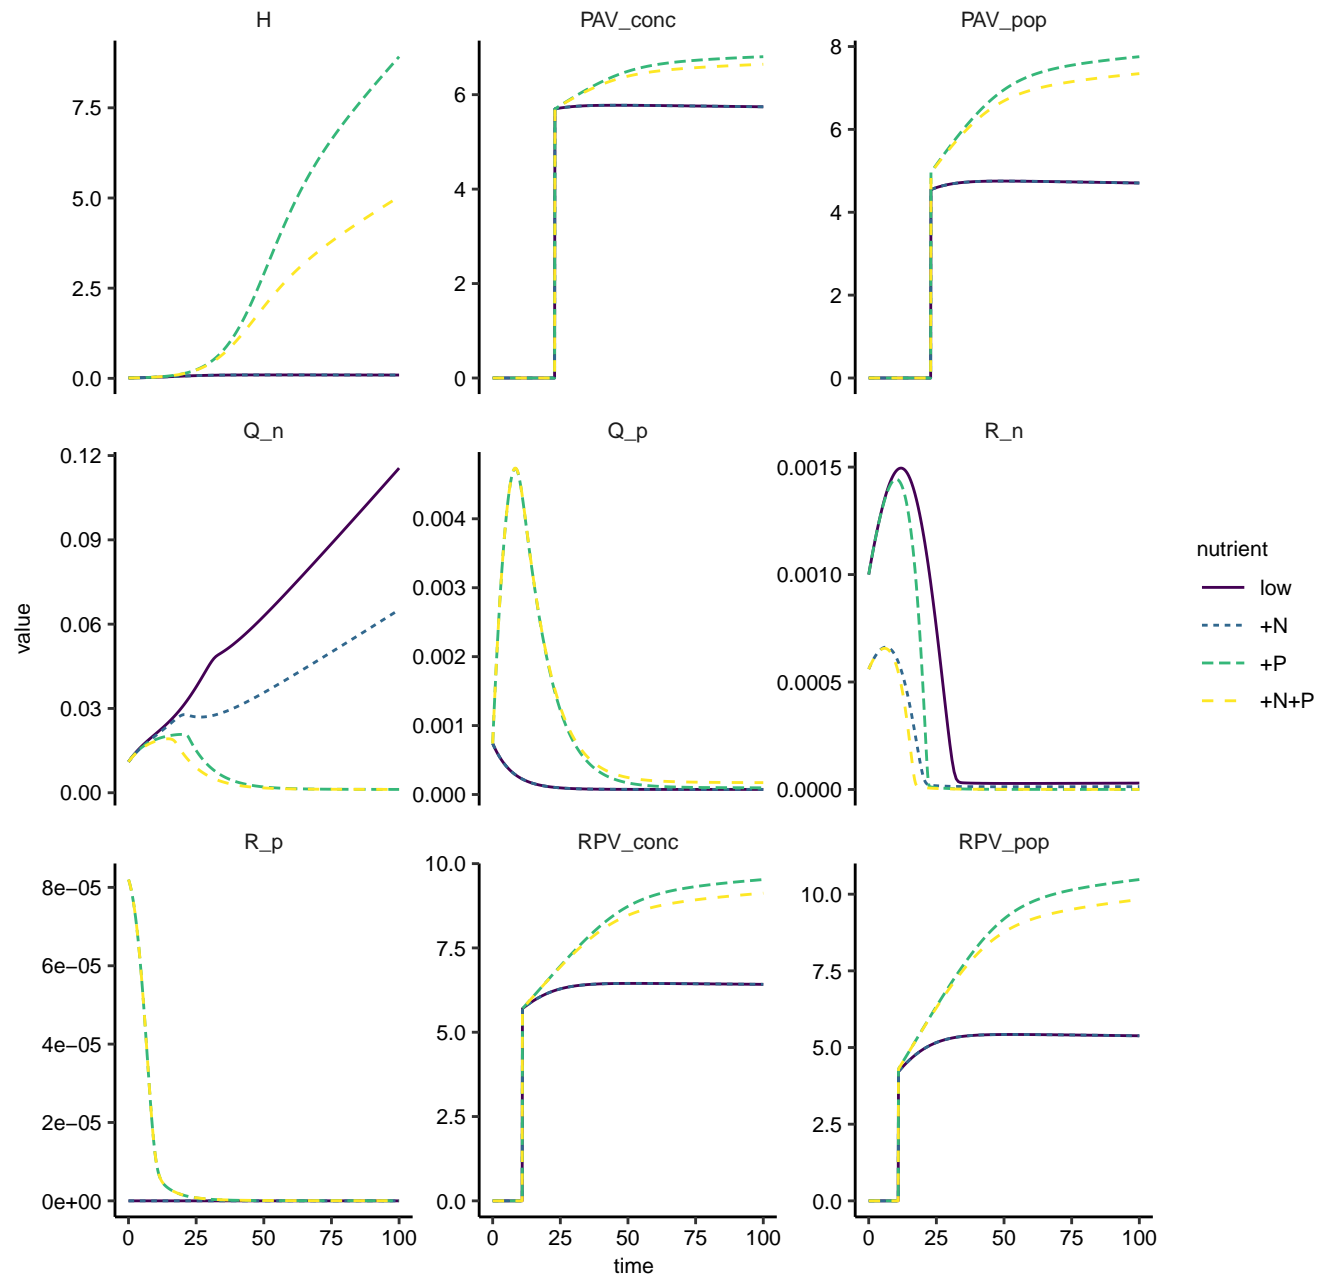 H
PAV_conc
PAV_pop
7.5
5.0
2.5
0.0
6
4
2
0
8
6
4
2
0
Q_n
Q_p
R_n
0.12
0.09
0.06
0.03
0.00
0.004
0.003
0.002
0.001
0.000
0.0015
0.0010
0.0005
0.0000
R_p
RPV_conc
RPV_pop
8e−05
6e−05
4e−05
2e−05
0e+00
10.0
7.5
5.0
2.5
0.0
10.0
7.5
5.0
2.5
0.0
0 25 50 75 100
0 25 50 75 100
0 25 50 75 100
time
value
nutrient
low
+N
+P
+N+P